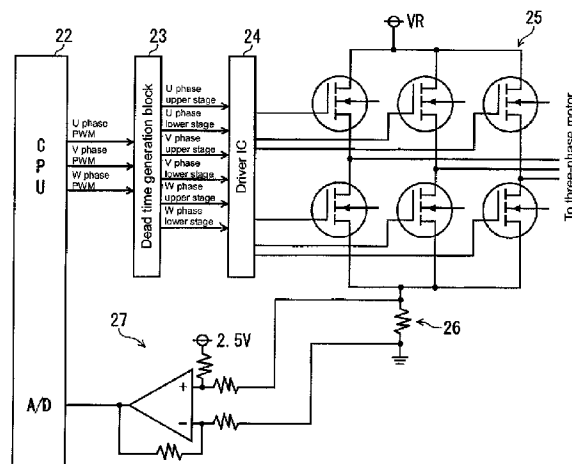 22
23
24
25
VR
C P U
U phase
PWM
V phase
PWM
W phase
PWM
Dead time generation block
U phase
upper stage
U phase
lower stage
V phase
upper stage
V phase
lower stage
W phase
upper stage
W phase
lower stage
Driver IC
To three-phase motor
26
27
2.5V
+
−
A/D